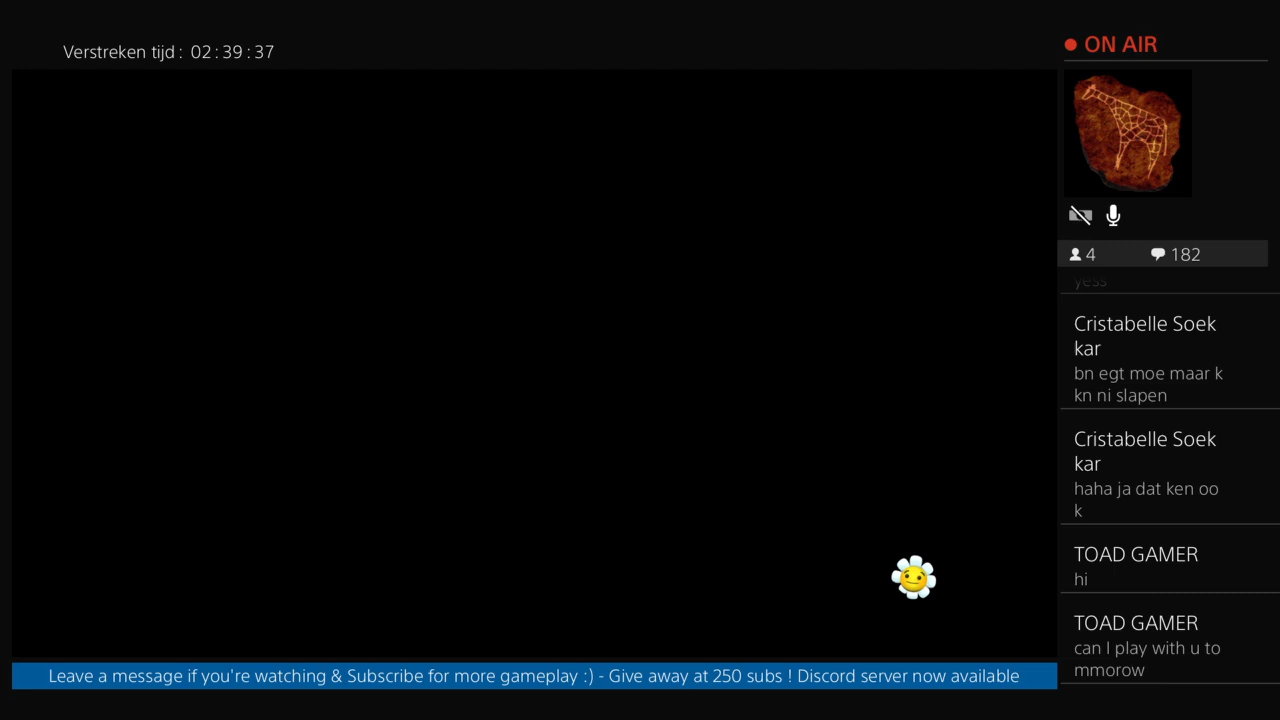 Verstreken tijd : 02 : 39 : 37
ON AIR
4 182
yess
Cristabelle Soek
kar
bn egt moe maar k
kn ni slapen
Cristabelle Soek
kar
haha ja dat ken oo
k
TOAD GAMER
hi
TOAD GAMER
can I play with u to
mmorow
Leave a message if you're watching & Subscribe for more gameplay :) - Give away at 250 subs ! Discord server now available